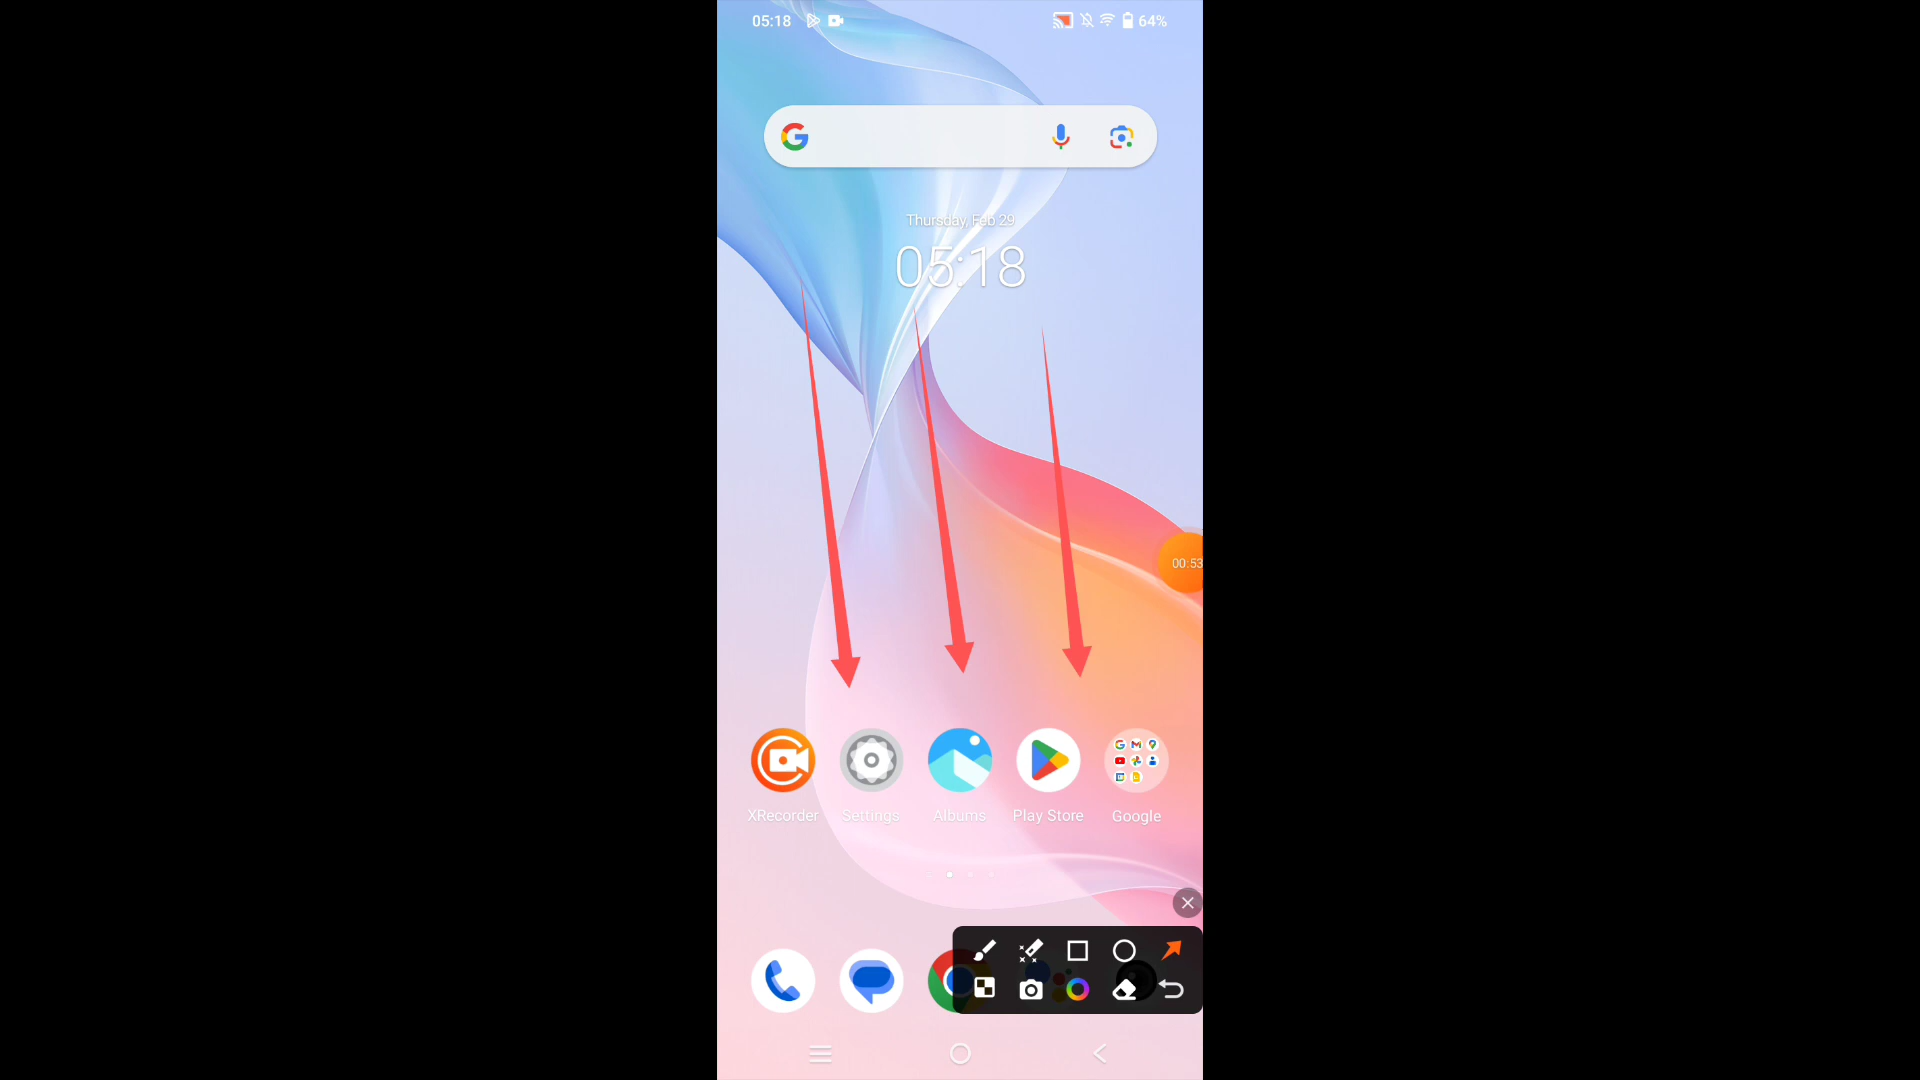 05:18
64%
Thursday, Feb 29
05:18
00:53
XRecorder
Settings
Albums
Play Store
Google